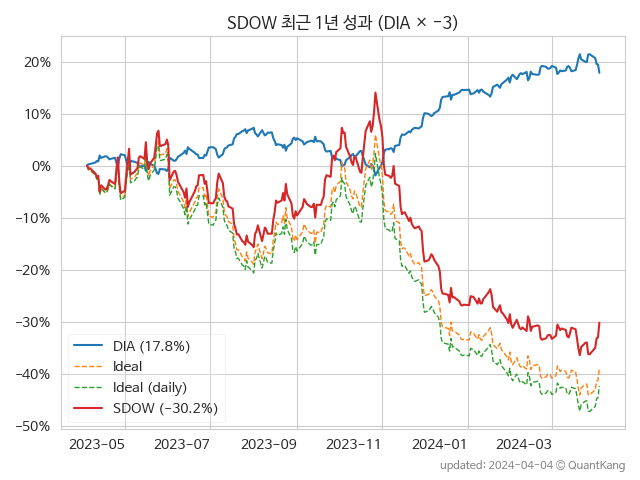 SDOW 최근 1년 성과 (DIA × −3)
20%
10%
0%
−10%
−20%
−30%
−40%
−50%
DIA (17.8%)
Ideal
Ideal (daily)
SDOW (−30.2%)
2023-05
2023-07
2023-09
2023-11
2024-01
2024-03
updated: 2024-04-04 © QuantKang